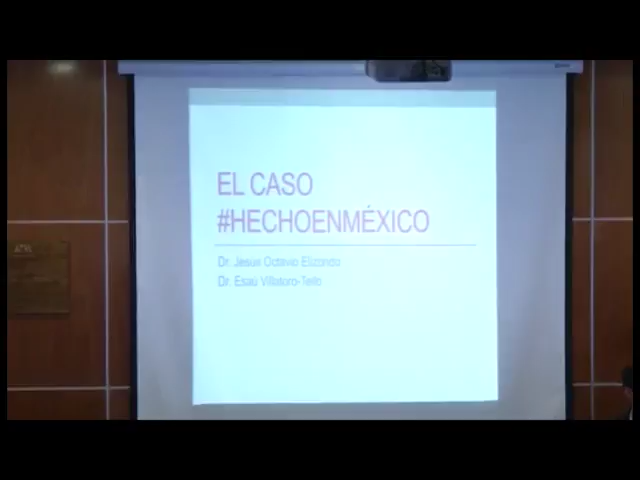 EL CASO
#HECHOENMÉXICO
Dr. Jesús Octavio Elizondo
Dr. Esaú Villatoro-Tello